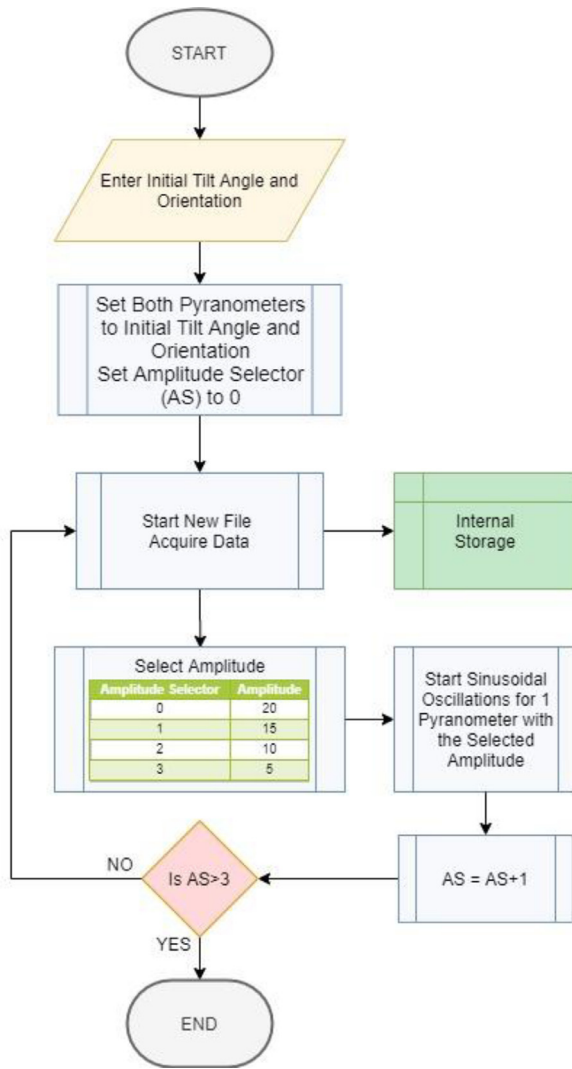 START
Enter Initial Tilt Angle and
Orientation
Set Both Pyranometers
to Initial Tilt Angle and
Orientation
Set Amplitude Selector
(AS) to 0
Start New File
Acquire Data
Internal
Storage
Select Amplitude
Amplitude Selector Amplitude
0 20
1 15
2 10
3 5
Start Sinusoidal
Oscillations for 1
Pyranometer with
the Selected
Amplitude
AS = AS+1
Is AS>3
NO
YES
END